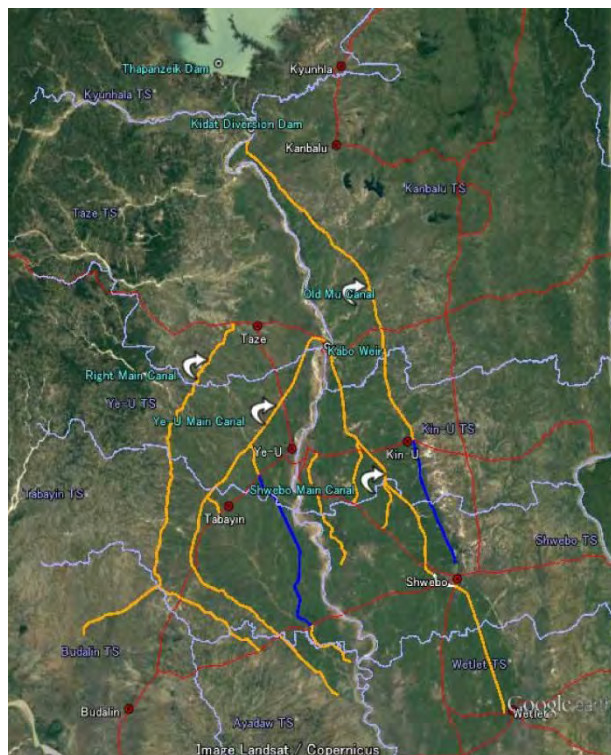 Thapanzeik Dam
Kyunhla
Kyunhala TS
Kidat Diversion Dam
Kanbalu
Kanbalu TS
Taze TS
Old Mu Canal
Taze
Kabo Weir
Right Main Canal
Ye-U TS
Ye-U Main Canal
Kin-U TS
Ye-U
Kin-U
Shwebo Main Canal
Tabayin TS
Tabayin
Shwebo TS
Shwebo
Budalin TS
Wetlet TS
Budalin
Google earth
Wetlet
Ayadaw TS
Image Landsat / Copernicus